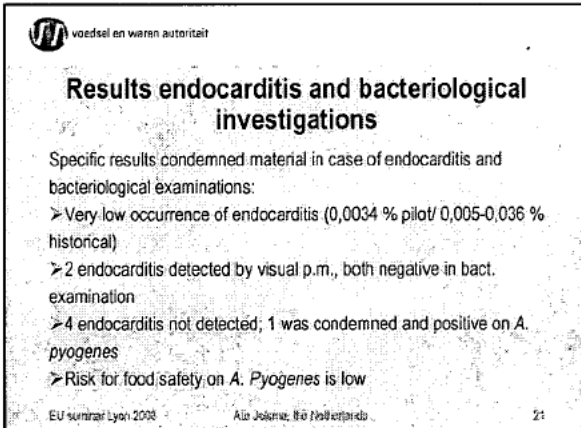 voedsel en waren autoriteit
Results endocarditis and bacteriological
investigations
Specific results condemned material in case of endocarditis and
bacteriological examinations:
➢Very low occurrence of endocarditis (0,0034 % pilot/ 0,005-0,036 %
historical)
➢2 endocarditis detected by visual p.m., both negative in bact.
examination
➢4 endocarditis not detected; 1 was condemned and positive on A.
pyogenes
➢Risk for food safety on A. Pyogenes is low
EU seminar Lyon 2008
Ate Jelsma, the Netherlands
21